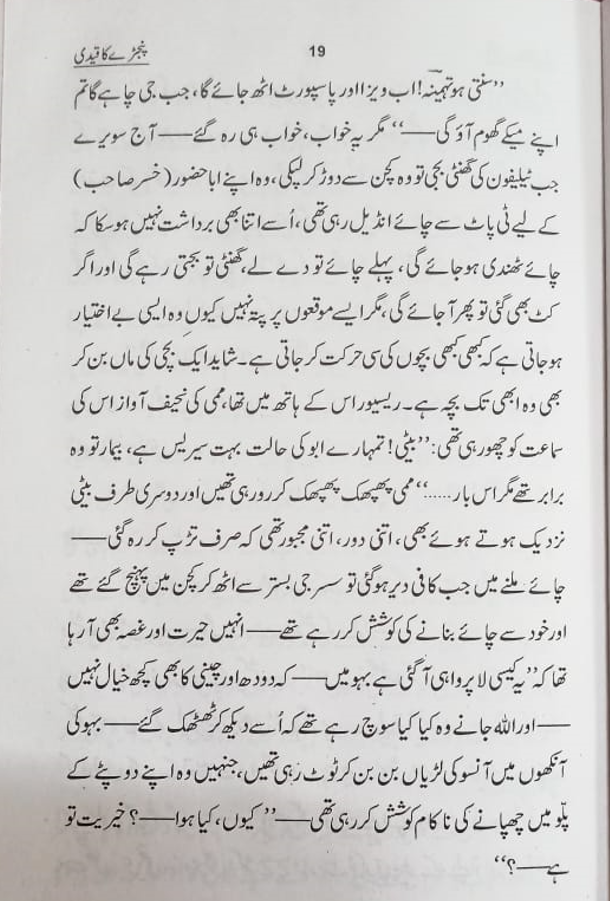 پنجڑے کا قیدی
19
’’سنتی ہو تہمینہ! اب ویزا اور پاسپورٹ اٹھ جائے گا، جب جی چاہے گا تم
اپنے میکے گھوم آؤ گی—‘‘ مگر یہ خواب، خواب ہی رہ گئے— آج سویرے
جب ٹیلیفون کی گھنٹی بجی تو وہ کچن سے دوڑ کر لپکی، وہ اپنے ابا حضور (خسر صاحب)
کے لیے ٹی پاٹ سے چائے انڈیل رہی تھی، اُسے اتنا بھی برداشت نہیں ہو سکا کہ
چائے ٹھنڈی ہو جائے گی، پہلے چائے تو دے لے، گھنٹی تو بجتی رہے گی اور اگر
کٹ بھی گئی تو پھر آ جائے گی، مگر ایسے موقعوں پر پتہ نہیں کیوں وہ ایسی بے اختیار
ہو جاتی ہے کہ کبھی کبھی بچوں کی سی حرکت کر جاتی ہے۔ شاید ایک بچی کی ماں بن کر
بھی وہ ابھی تک بچہ ہے۔ ریسیور اس کے ہاتھ میں تھا، ممی کی نحیف آواز اس کی
سماعت کو چھو رہی تھی: ’’بیٹی! تمہارے ابو کی حالت بہت سیریس ہے، بیمار تو وہ
برابر تھے مگر اس بار......‘‘ ممی پھپھک پھپھک کر رو رہی تھیں اور دوسری طرف بیٹی
نزدیک ہوتے ہوئے بھی، اتنی دور، اتنی مجبور تھی کہ صرف تڑپ کر رہ گئی—
چائے ملنے میں جب کافی دیر ہو گئی تو سسر جی بستر سے اٹھ کر کچن میں پہنچ گئے تھے
اور خود سے چائے بنانے کی کوشش کر رہے تھے— انہیں حیرت اور غصہ بھی آ رہا
تھا کہ ’’یہ کیسی لا پرواہی آ گئی ہے بہو میں— کہ دودھ اور چینی کا بھی کچھ خیال نہیں
— اور اللہ جانے وہ کیا کیا سوچ رہے تھے کہ اُسے دیکھ کر ٹھٹھک گئے— بہو کی
آنکھوں میں آنسو کی لڑیاں بن بن کر ٹوٹ رہی تھیں، جنہیں وہ اپنے دوپٹے کے
پلّو میں چھپانے کی ناکام کوشش کر رہی تھی—’’ کیوں، کیا ہوا—؟ خیریت تو
ہے—؟‘‘